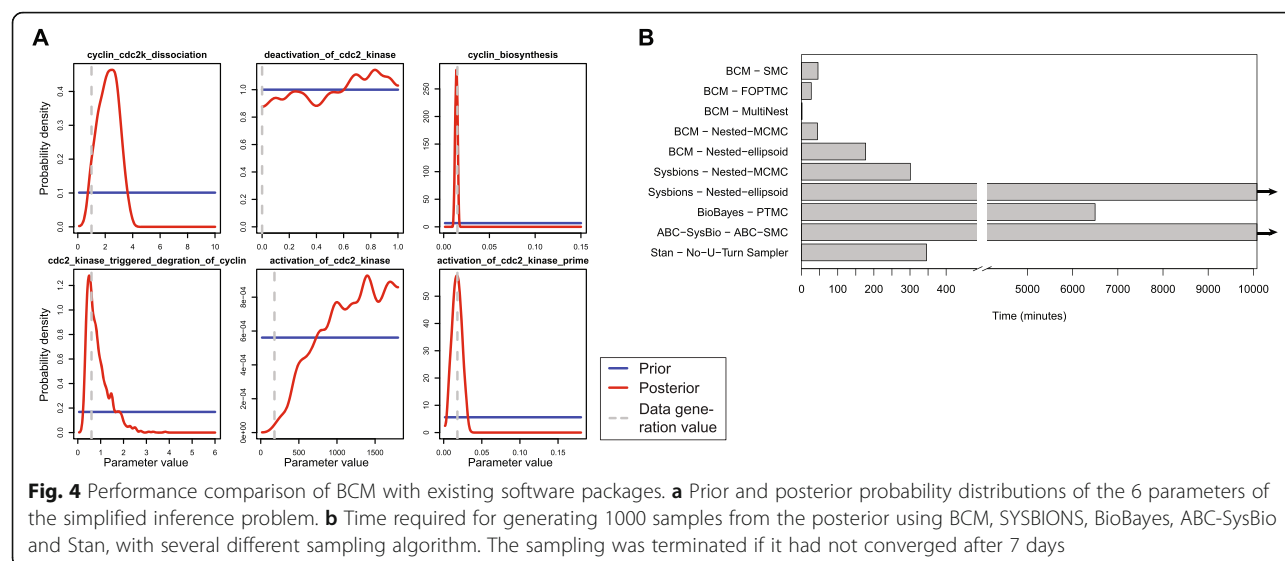 A
cyclin_cdc2k_dissociation
deactivation_of_cdc2_kinase
cyclin_biosynthesis
Probability density
0.0 0.1 0.2 0.3 0.4
0 2 4 6 8 10
0.0 0.2 0.4 0.6 0.8 1.0
0.0 0.2 0.4 0.6 0.8 1.0
0 50 100 150 200 250
0.00 0.05 0.10 0.15
cdc2_kinase_triggered_degration_of_cyclin
activation_of_cdc2_kinase
activation_of_cdc2_kinase_prime
Probability density
0.0 0.2 0.4 0.6 0.8 1.0 1.2
0 1 2 3 4 5 6
Parameter value
0e+00 2e-04 4e-04 6e-04 8e-04
0 500 1000 1500
Parameter value
0 10 20 30 40 50
0.00 0.05 0.10 0.15
Parameter value
Prior
Posterior
Data gene-
ration value
B
BCM − SMC
BCM − FOPTMC
BCM − MultiNest
BCM − Nested-MCMC
BCM − Nested-ellipsoid
Sysbions − Nested-MCMC
Sysbions − Nested-ellipsoid
BioBayes − PTMC
ABC-SysBio − ABC-SMC
Stan − No-U-Turn Sampler
0 100 200 300 400 5000 6000 7000 8000 9000 10000
Time (minutes)
Fig. 4 Performance comparison of BCM with existing software packages. a Prior and posterior probability distributions of the 6 parameters of
the simplified inference problem. b Time required for generating 1000 samples from the posterior using BCM, SYSBIONS, BioBayes, ABC-SysBio
and Stan, with several different sampling algorithm. The sampling was terminated if it had not converged after 7 days